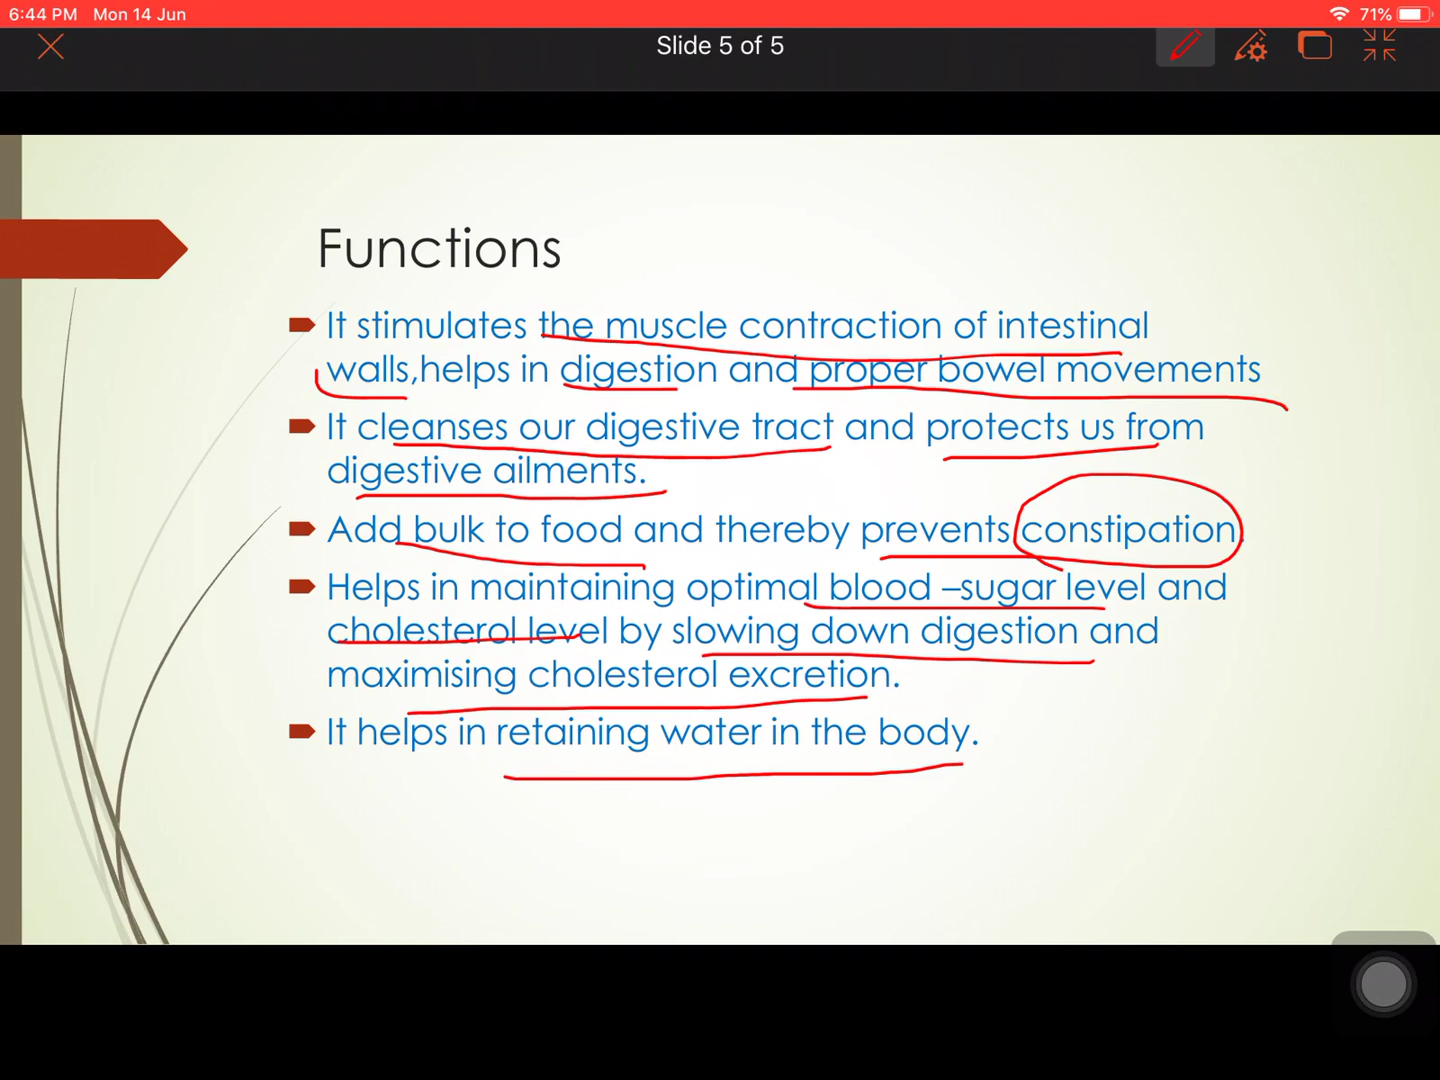 6:44 PM Mon 14 Jun 71%
Slide 5 of 5
Functions
It stimulates the muscle contraction of intestinal
walls,helps in digestion and proper bowel movements
It cleanses our digestive tract and protects us from
digestive ailments.
Add bulk to food and thereby prevents constipation.
Helps in maintaining optimal blood –sugar level and
cholesterol level by slowing down digestion and
maximising cholesterol excretion.
It helps in retaining water in the body.